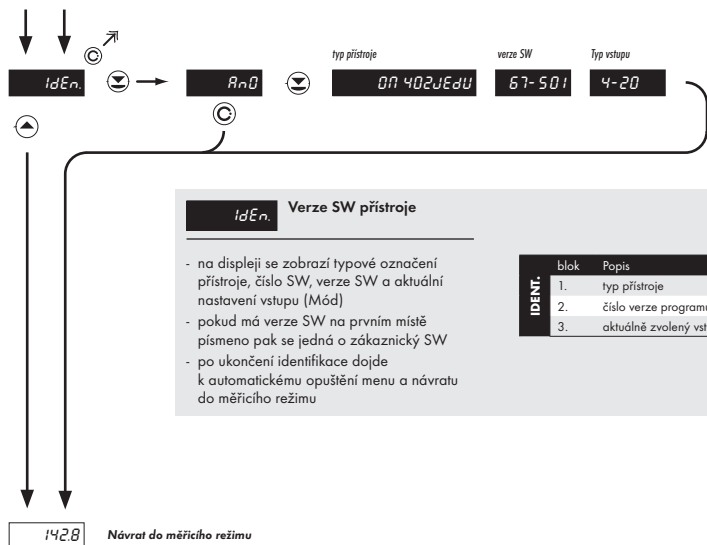 typ přístroje verze SW Typ vstupu
IdEn. AnO OM 402JEdU 67-501 4-20
IdEn. Verze SW přístroje
- na displeji se zobrazí typové označení
přístroje, číslo SW, verze SW a aktuální
nastavení vstupu (Mód)
- pokud má verze SW na prvním místě
písmeno pak se jedná o zákaznický SW
- po ukončení identifikace dojde
k automatickému opuštění menu a návratu
do měřicího režimu
IDENT.
blok Popis
1. typ přístroje
2. číslo verze programu
3. aktuálně zvolený
142.8 Návrat do měřicího režimu